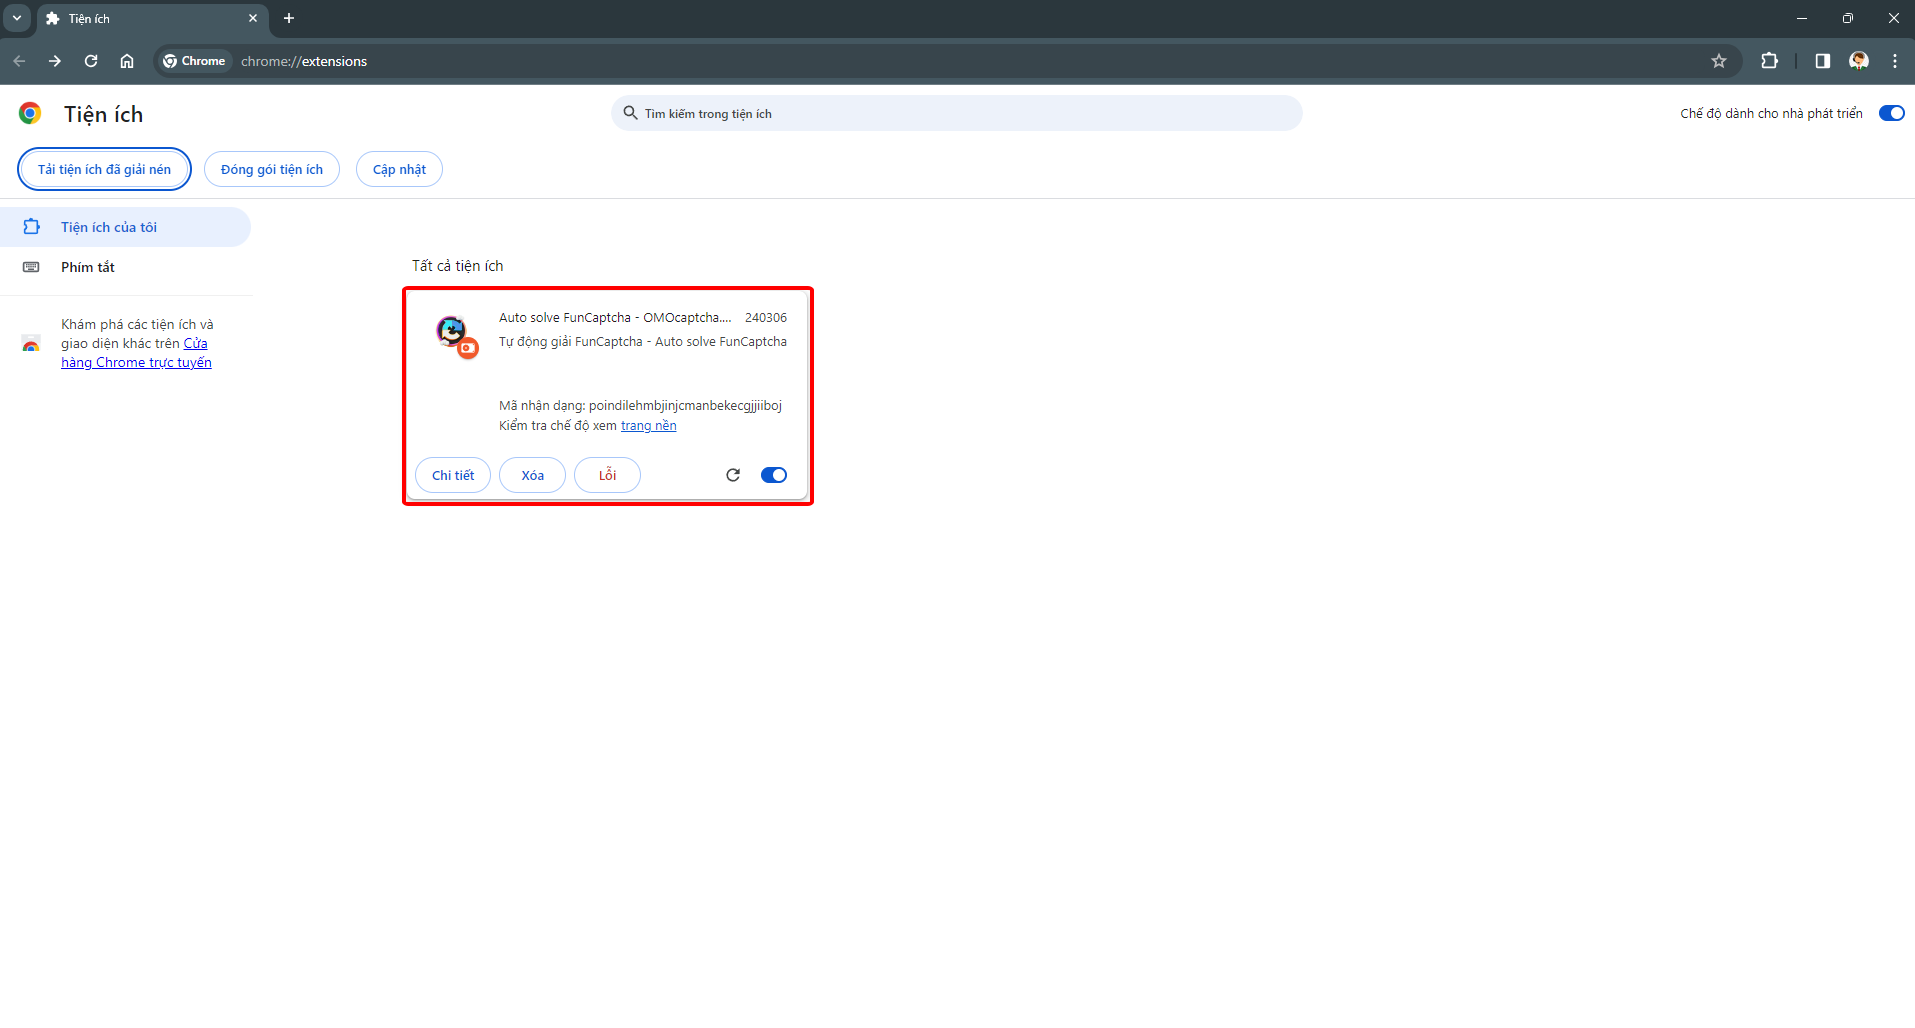 Tiện ích
Chrome
chrome://extensions
Tiện ích
Tìm kiếm trong tiện ích
Chế độ dành cho nhà phát triển
Tải tiện ích đã giải nén
Đóng gói tiện ích
Cập nhật
Tiện ích của tôi
Phím tắt
Khám phá các tiện ích và
giao diện khác trên Cửa
hàng Chrome trực tuyến
Tất cả tiện ích
Auto solve FunCaptcha - OMOcaptcha.... 240306
Tự động giải FunCaptcha - Auto solve FunCaptcha
Mã nhận dạng: poindilehmbjinjcmanbekecgjjiiboj
Kiểm tra chế độ xem trang nền
Chi tiết
Xóa
Lỗi